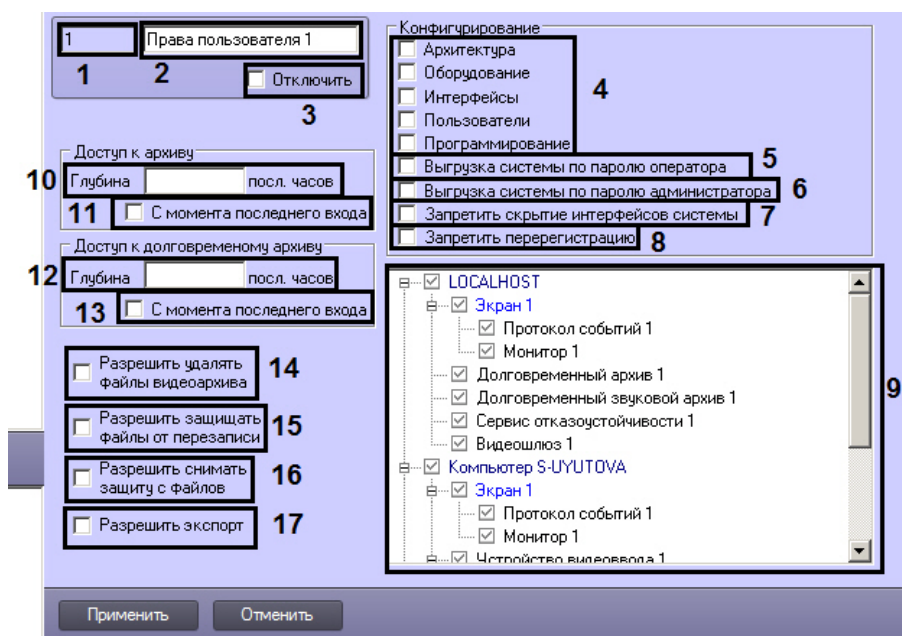 1
Права пользователя 1
1
2
Отключить
3
Доступ к архиву
10
Глубина
посл. часов
11
С момента последнего входа
Доступ к долговременому архиву
12
Глубина
посл. часов
13
С момента последнего входа
Разрешить удалять
файлы видеоархива
14
Разрешить защищать
файлы от перезаписи
15
Разрешить снимать
защиту с файлов
16
Разрешить экспорт
17
Конфигурирование
Архитектура
Оборудование
Интерфейсы
Пользователи
Программирование
4
Выгрузка системы по паролю оператора
5
Выгрузка системы по паролю администратора
6
Запретить скрытие интерфейсов системы
7
Запретить перерегистрацию
8
LOCALHOST
Экран 1
Протокол событий 1
Монитор 1
Долговременный архив 1
Долговременный звуковой архив 1
Сервис отказоустойчивости 1
Видеошлюз 1
Компьютер S-UYUTOVA
Экран 1
Протокол событий 1
Монитор 1
Устройство видеоввода 1
9
Применить
Отменить